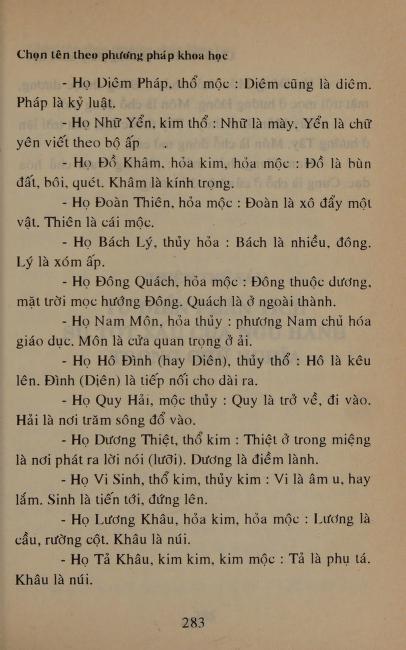 Chọn tên theo phương pháp khoa học
- Họ Diêm Pháp, thổ mộc : Diêm cũng là diêm.
Pháp là kỷ luật.
- Họ Nhữ Yển, kim thổ : Nhữ là mày, Yển là chữ
yên viết theo bộ ấp
- Họ Đồ Khâm, hỏa kim, hỏa mộc : Đồ là bùn
đất, bôi, quét. Khâm là kính trọng.
- Họ Đoàn Thiên, hỏa mộc : Đoàn là xô đẩy một
vật. Thiên là cái mộc.
- Họ Bách Lý, thủy hỏa : Bách là nhiều, đông.
Lý là xóm ấp.
- Họ Đông Quách, hỏa mộc : Đông thuộc dương,
mặt trời mọc hướng Đông. Quách là ở ngoài thành.
- Họ Nam Môn, hỏa thủy : phương Nam chủ hóa
giáo dục. Môn là cửa quan trọng ở ải.
- Họ Hô Đình (hay Diên), thủy thổ : Hô là kêu
lên. Đình (Diên) là tiếp nối cho dài ra.
- Họ Quy Hải, mộc thủy : Quy là trở về, đi vào.
Hải là nơi trăm sông đổ vào.
- Họ Dương Thiệt, thổ kim : Thiệt ở trong miệng
là nơi phát ra lời nói (lưỡi). Dương là điềm lành.
- Họ Vi Sinh, thổ kim, thủy kim : Vi là âm u, hay
lắm. Sinh là tiến tới, đứng lên.
- Họ Lương Khâu, hỏa kim, hỏa mộc : Lương là
cầu, rường cột. Khâu là núi.
- Họ Tả Khâu, kim kim, kim mộc : Tả là phụ tá.
Khâu là núi.
283